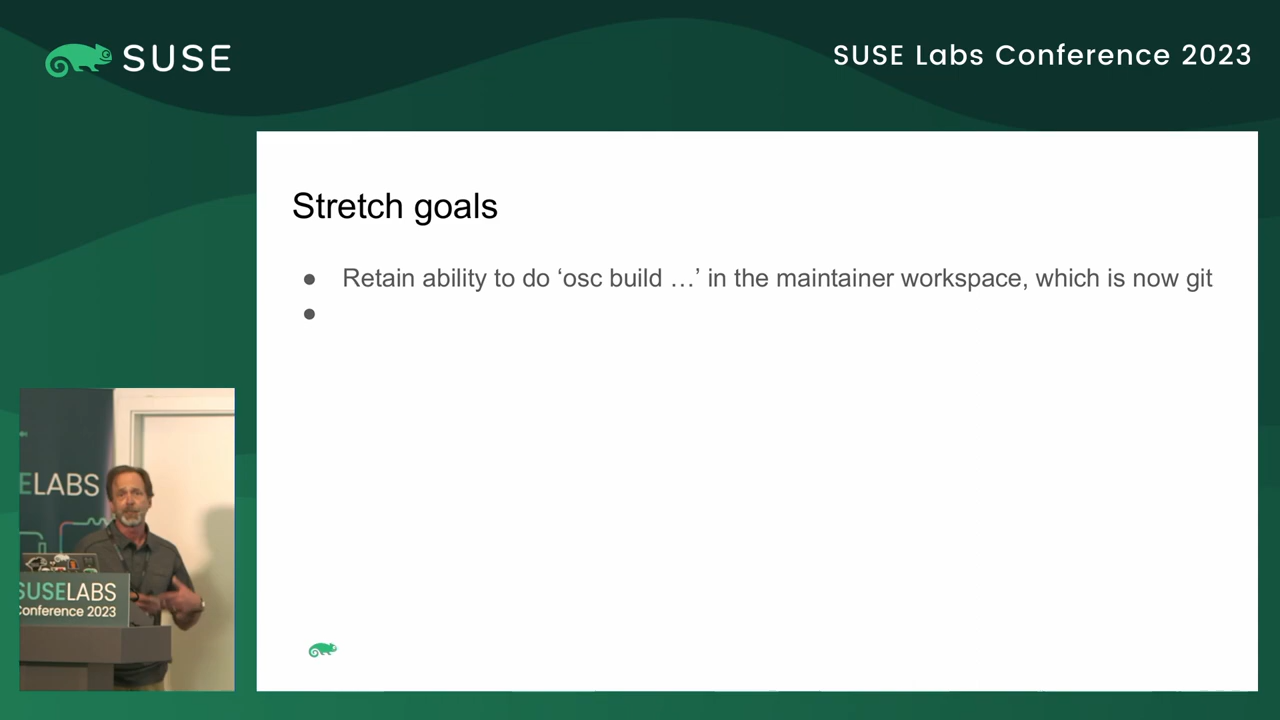 SUSE
SUSE Labs Conference 2023
Stretch goals
● Retain ability to do ‘osc build …’ in the maintainer workspace, which is now git
●
ELABS
SUSELABS
Conference 2023